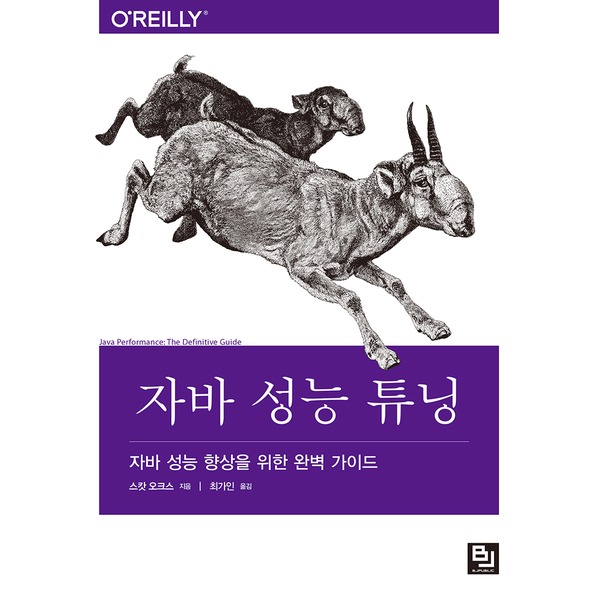 O'REILLY®
Java Performance: The Definitive Guide
자바 성능 튜닝
자바 성능 향상을 위한 완벽 가이드
스캇 오크스 지음 | 최가인 옮김
BJ
BJPUBLIC